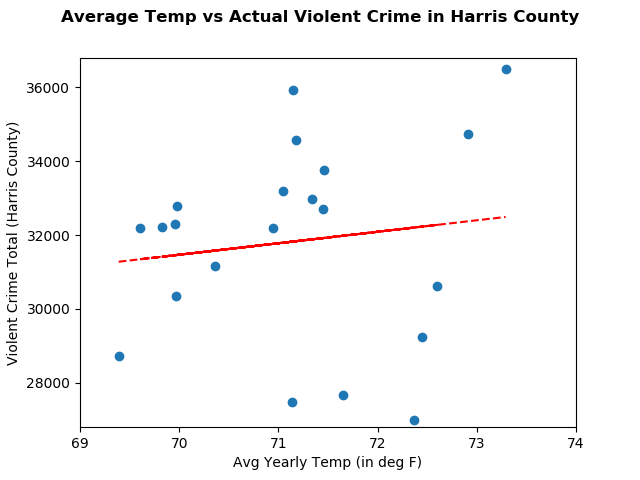 Average Temp vs Actual Violent Crime in Harris County
Violent Crime Total (Harris County)
36000
34000
32000
30000
28000
69 70 71 72 73 74
Avg Yearly Temp (in deg F)